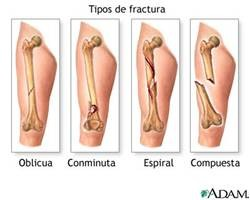 Tipos de fractura
Oblicua Conminuta Espiral Compuesta
ADAM.